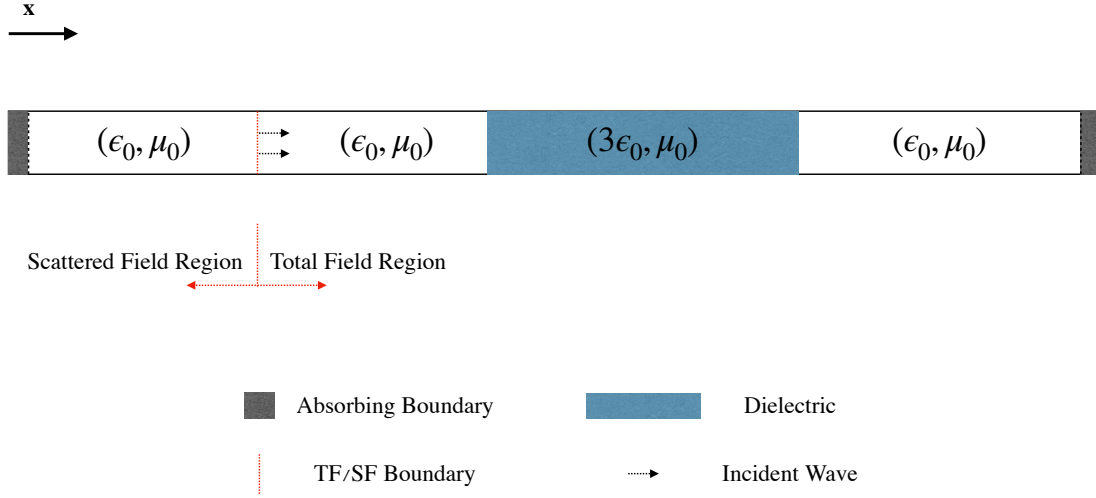 x
(ϵ₀, μ₀) (ϵ₀, μ₀) (3ϵ₀, μ₀) (ϵ₀, μ₀)
Scattered Field Region Total Field Region
Absorbing Boundary Dielectric
TF/SF Boundary Incident Wave